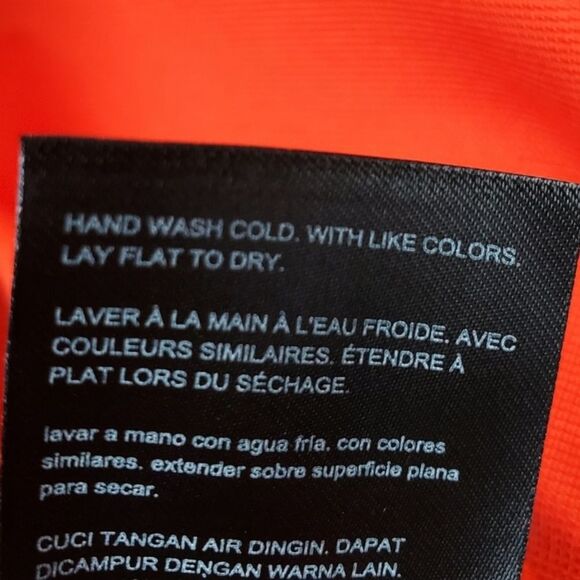 HAND WASH COLD. WITH LIKE COLORS.
LAY FLAT TO DRY.
LAVER À LA MAIN À L'EAU FROIDE. AVEC
COULEURS SIMILAIRES. ÉTENDRE À
PLAT LORS DU SÉCHAGE.
lavar a mano con agua fría. con colores
similares. extender sobre superficie plana
para secar.
CUCI TANGAN AIR DINGIN. DAPAT
DICAMPUR DENGAN WARNA LAIN.